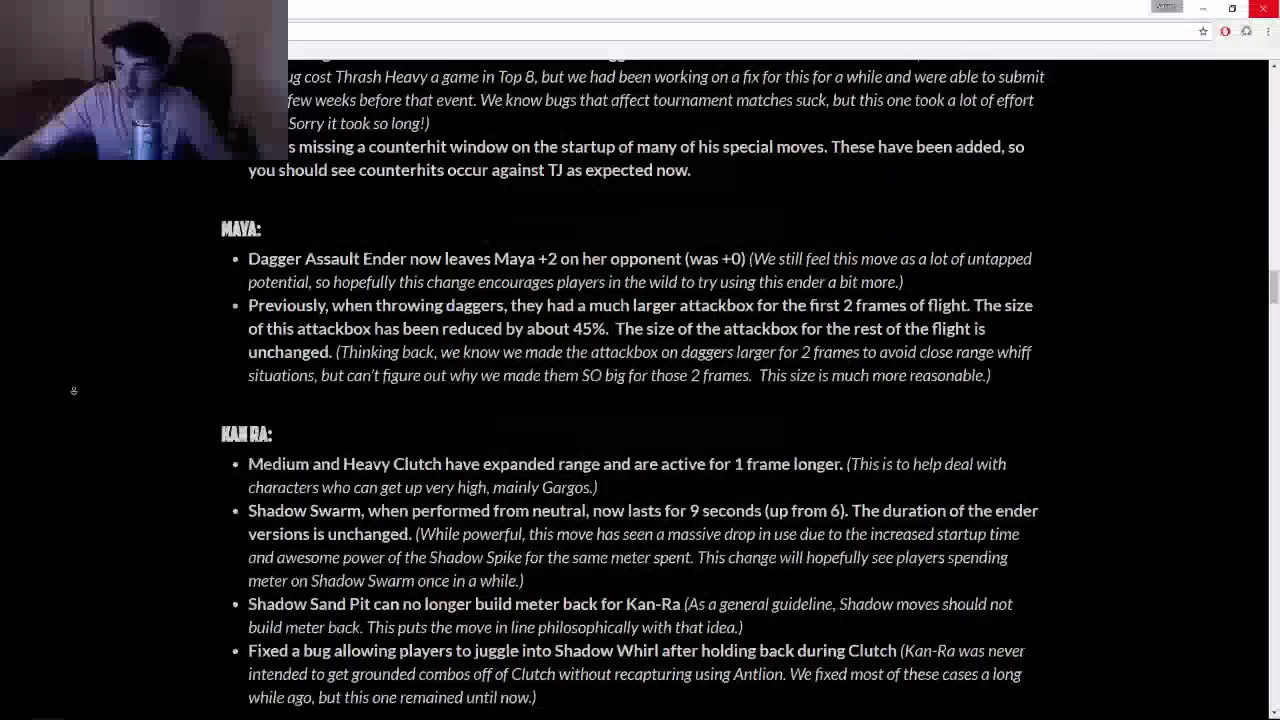 ug cost Thrash Heavy a game in Top 8, but we had been working on a fix for this for a while and were able to submit
few weeks before that event. We know bugs that affect tournament matches suck, but this one took a lot of effort
Sorry it took so long!)
s missing a counterhit window on the startup of many of his special moves. These have been added, so
you should see counterhits occur against TJ as expected now.
MAYA:
• Dagger Assault Ender now leaves Maya +2 on her opponent (was +0) (We still feel this move as a lot of untapped
potential, so hopefully this change encourages players in the wild to try using this ender a bit more.)
• Previously, when throwing daggers, they had a much larger attackbox for the first 2 frames of flight. The size
of this attackbox has been reduced by about 45%. The size of the attackbox for the rest of the flight is
unchanged. (Thinking back, we know we made the attackbox on daggers larger for 2 frames to avoid close range whiff
situations, but can't figure out why we made them SO big for those 2 frames. This size is much more reasonable.)
KAN RA:
• Medium and Heavy Clutch have expanded range and are active for 1 frame longer. (This is to help deal with
characters who can get up very high, mainly Gargos.)
• Shadow Swarm, when performed from neutral, now lasts for 9 seconds (up from 6). The duration of the ender
versions is unchanged. (While powerful, this move has seen a massive drop in use due to the increased startup time
and awesome power of the Shadow Spike for the same meter spent. This change will hopefully see players spending
meter on Shadow Swarm once in a while.)
• Shadow Sand Pit can no longer build meter back for Kan-Ra (As a general guideline, Shadow moves should not
build meter back. This puts the move in line philosophically with that idea.)
• Fixed a bug allowing players to juggle into Shadow Whirl after holding back during Clutch (Kan-Ra was never
intended to get grounded combos off of Clutch without recapturing using Antlion. We fixed most of these cases a long
while ago, but this one remained until now.)